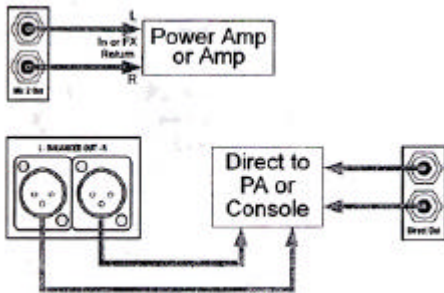 L
In or FX
Return
R
Power Amp
or Amp
Mix 2 Out
L - BALANCED OUT - R
Direct to
PA or
Console
Direct Out